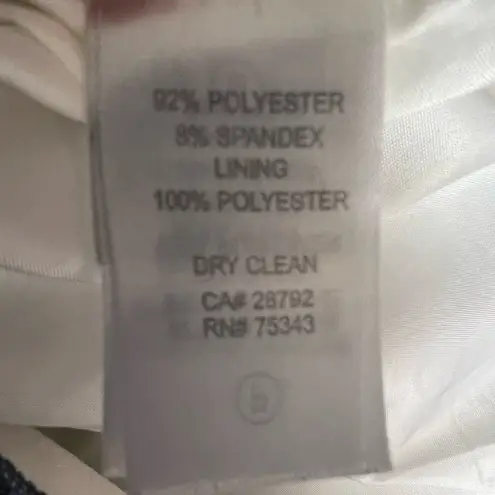 92% POLYESTER
8% SPANDEX
LINING
100% POLYESTER
DRY CLEAN
CA# 28792
RN# 75343